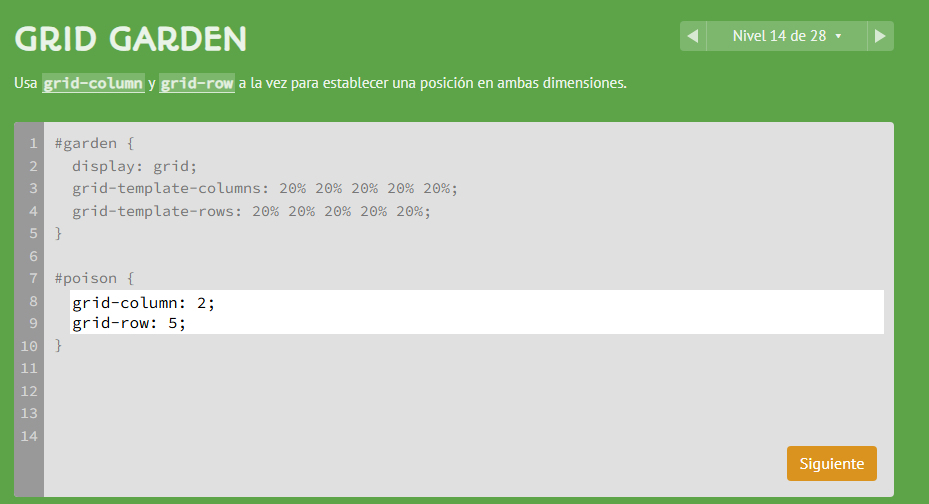 GRID GARDEN
◀ Nivel 14 de 28 ▾ ▶
Usa grid-column y grid-row a la vez para establecer una posición en ambas dimensiones.
1 #garden {
2 display: grid;
3 grid-template-columns: 20% 20% 20% 20% 20%;
4 grid-template-rows: 20% 20% 20% 20% 20%;
5 }
6
7 #poison {
8 grid-column: 2;
9 grid-row: 5;
10 }
11
12
13
14
Siguiente